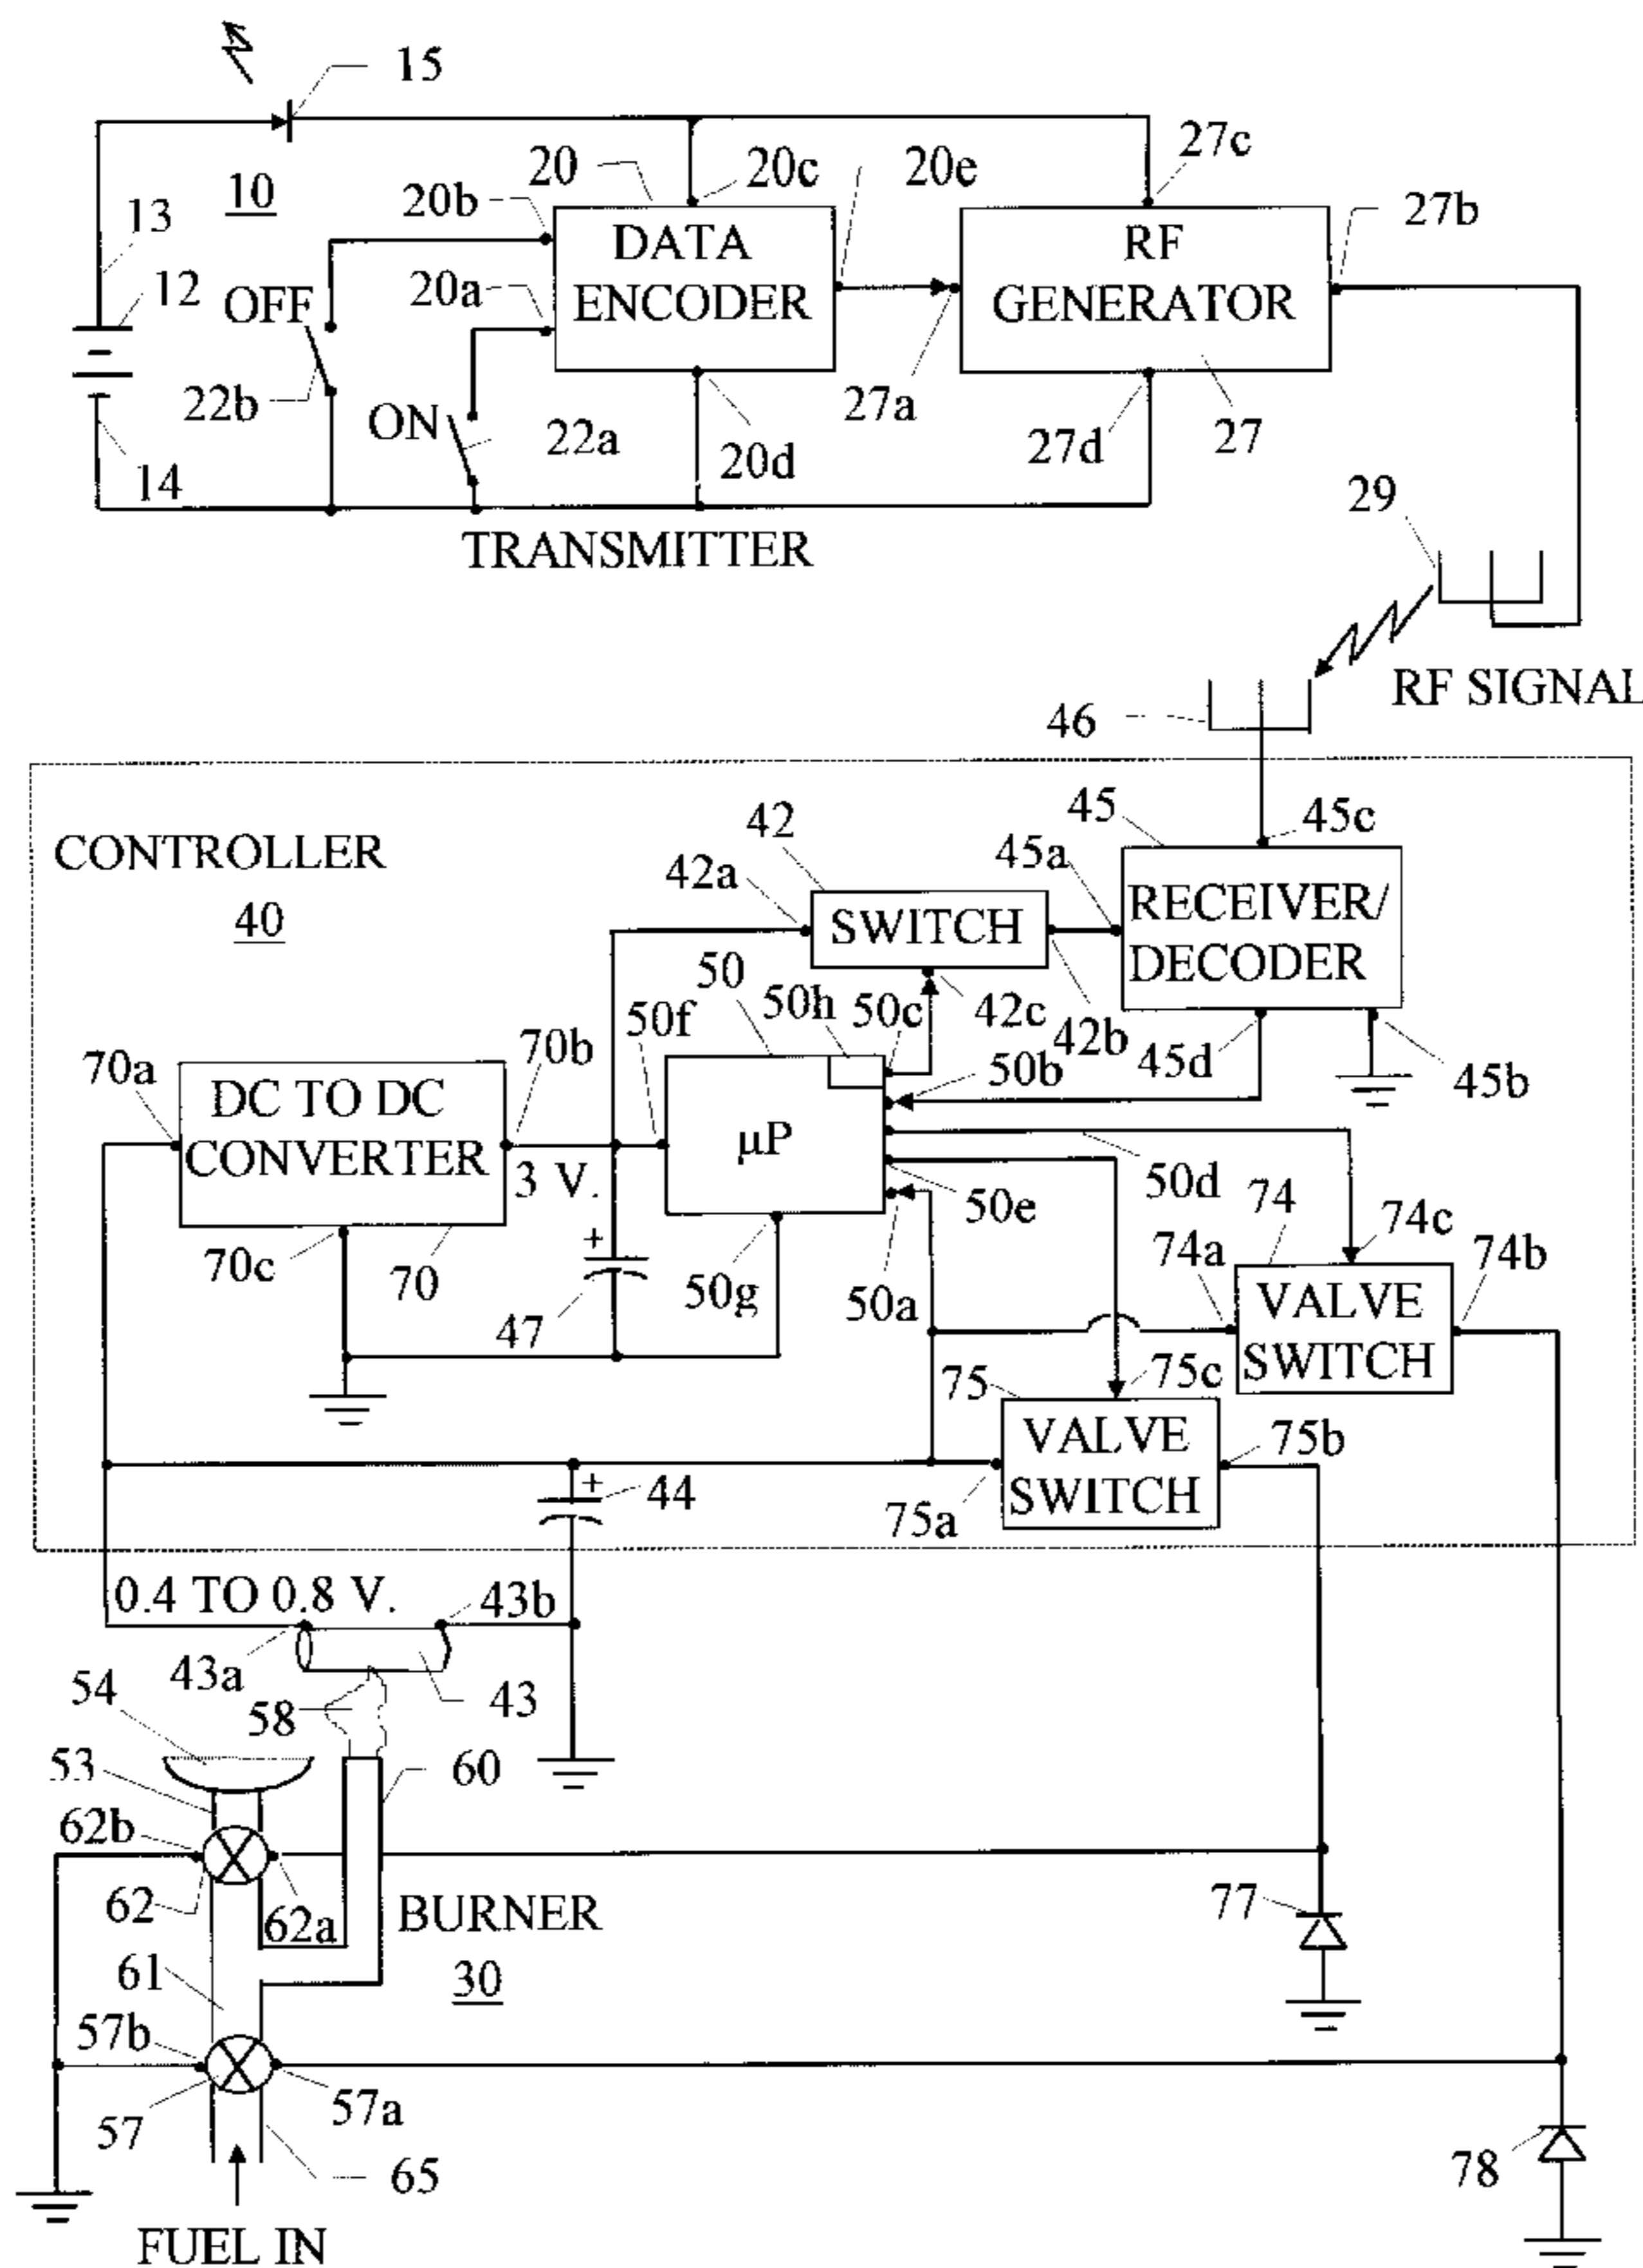 15
10
13
12
14
OFF
22b
ON
22a
20
20b
20a
20c
20e
DATA
ENCODER
20d
27c
27b
RF
GENERATOR
27a
27d
27
TRANSMITTER
29
RF SIGNAL
46
CONTROLLER
40
42
42a
SWITCH
42c
42b
45
45a
45c
RECEIVER/
DECODER
45d
45b
50
50h
50c
50f
50b
70a
70b
DC TO DC
CONVERTER
3 V.
μP
50d
50e
50g
50a
70c
70
+
47
74
74a
74c
74b
VALVE
SWITCH
75
75c
75b
VALVE
SWITCH
75a
+
44
0.4 TO 0.8 V.
43b
43a
43
54
58
53
60
62b
62
62a
BURNER
30
61
57b
57
57a
65
77
78
FUEL IN